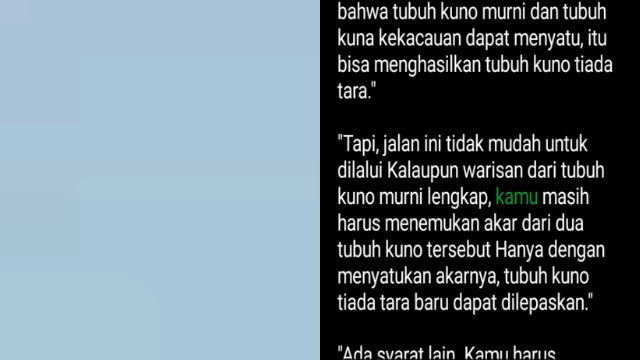 bahwa tubuh kuno murni dan tubuh
kuna kekacauan dapat menyatu, itu
bisa menghasilkan tubuh kuno tiada
tara."
"Tapi, jalan ini tidak mudah untuk
dilalui Kalaupun warisan dari tubuh
kuno murni lengkap, kamu masih
harus menemukan akar dari dua
tubuh kuno tersebut Hanya dengan
menyatukan akarnya, tubuh kuno
tiada tara baru dapat dilepaskan."
"Ada syarat lain. Kamu harus